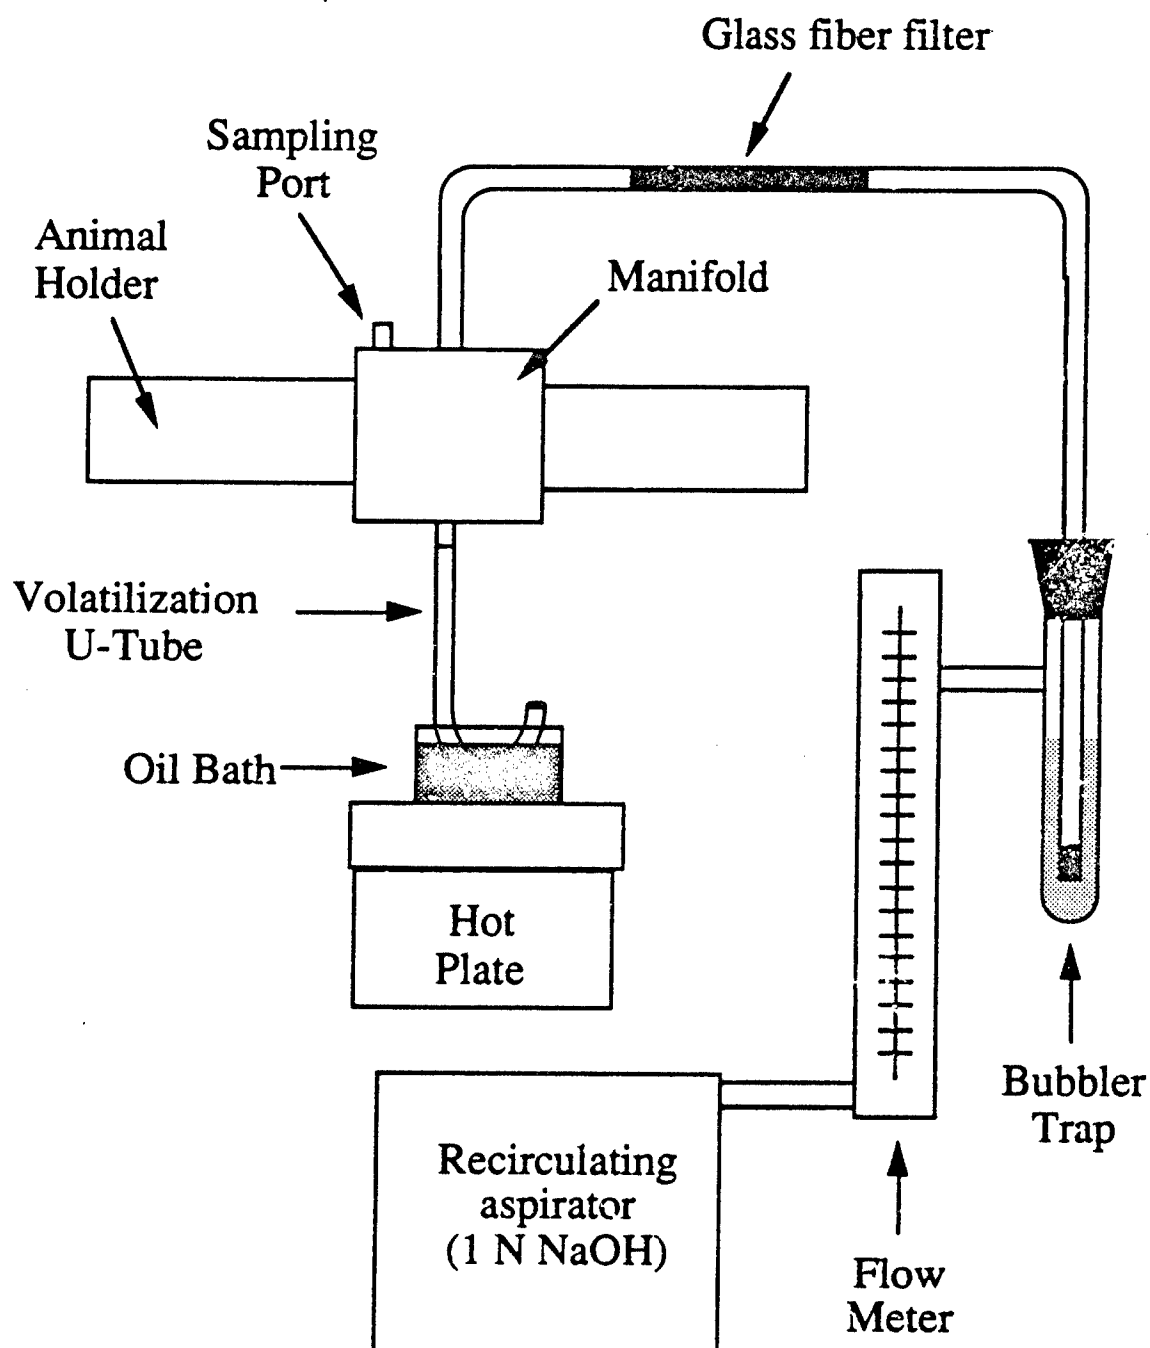 Glass fiber filter
Sampling
Port
Animal
Holder
Manifold
Volatilization
U-Tube
Oil Bath
Hot
Plate
Bubbler
Trap
Recirculating
aspirator
(1 N NaOH)
Flow
Meter